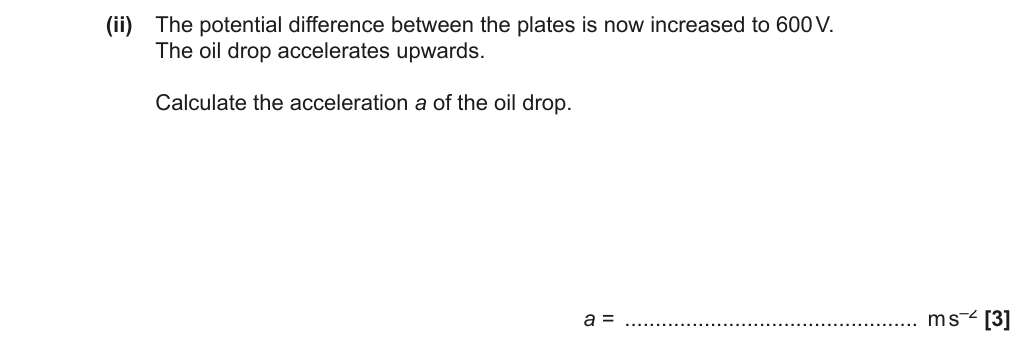 (ii) The potential difference between the plates is now increased to 600 V.
The oil drop accelerates upwards.
Calculate the acceleration a of the oil drop.
a = ................................................ m s⁻² [3]